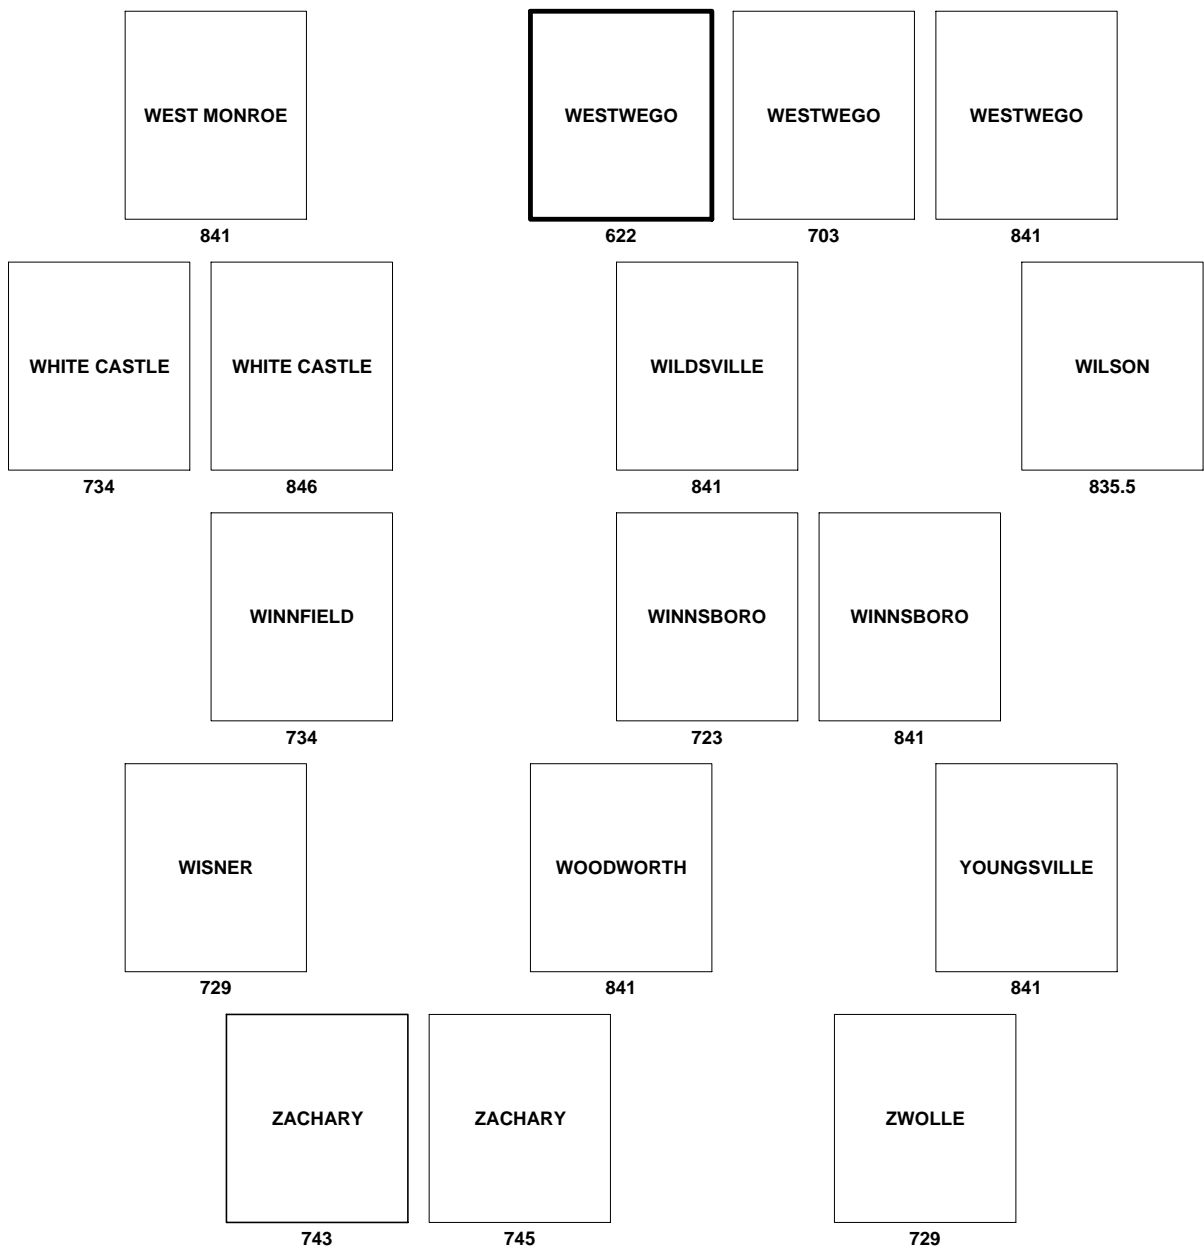 WEST MONROE WESTWEGO WESTWEGO WESTWEGO
841 622 703 841
WHITE CASTLE WHITE CASTLE WILDSVILLE WILSON
734 846 841 835.5
WINNFIELD WINNSBORO WINNSBORO
734 723 841
WISNER WOODWORTH YOUNGSVILLE
729 841 841
ZACHARY ZACHARY ZWOLLE
743 745 729